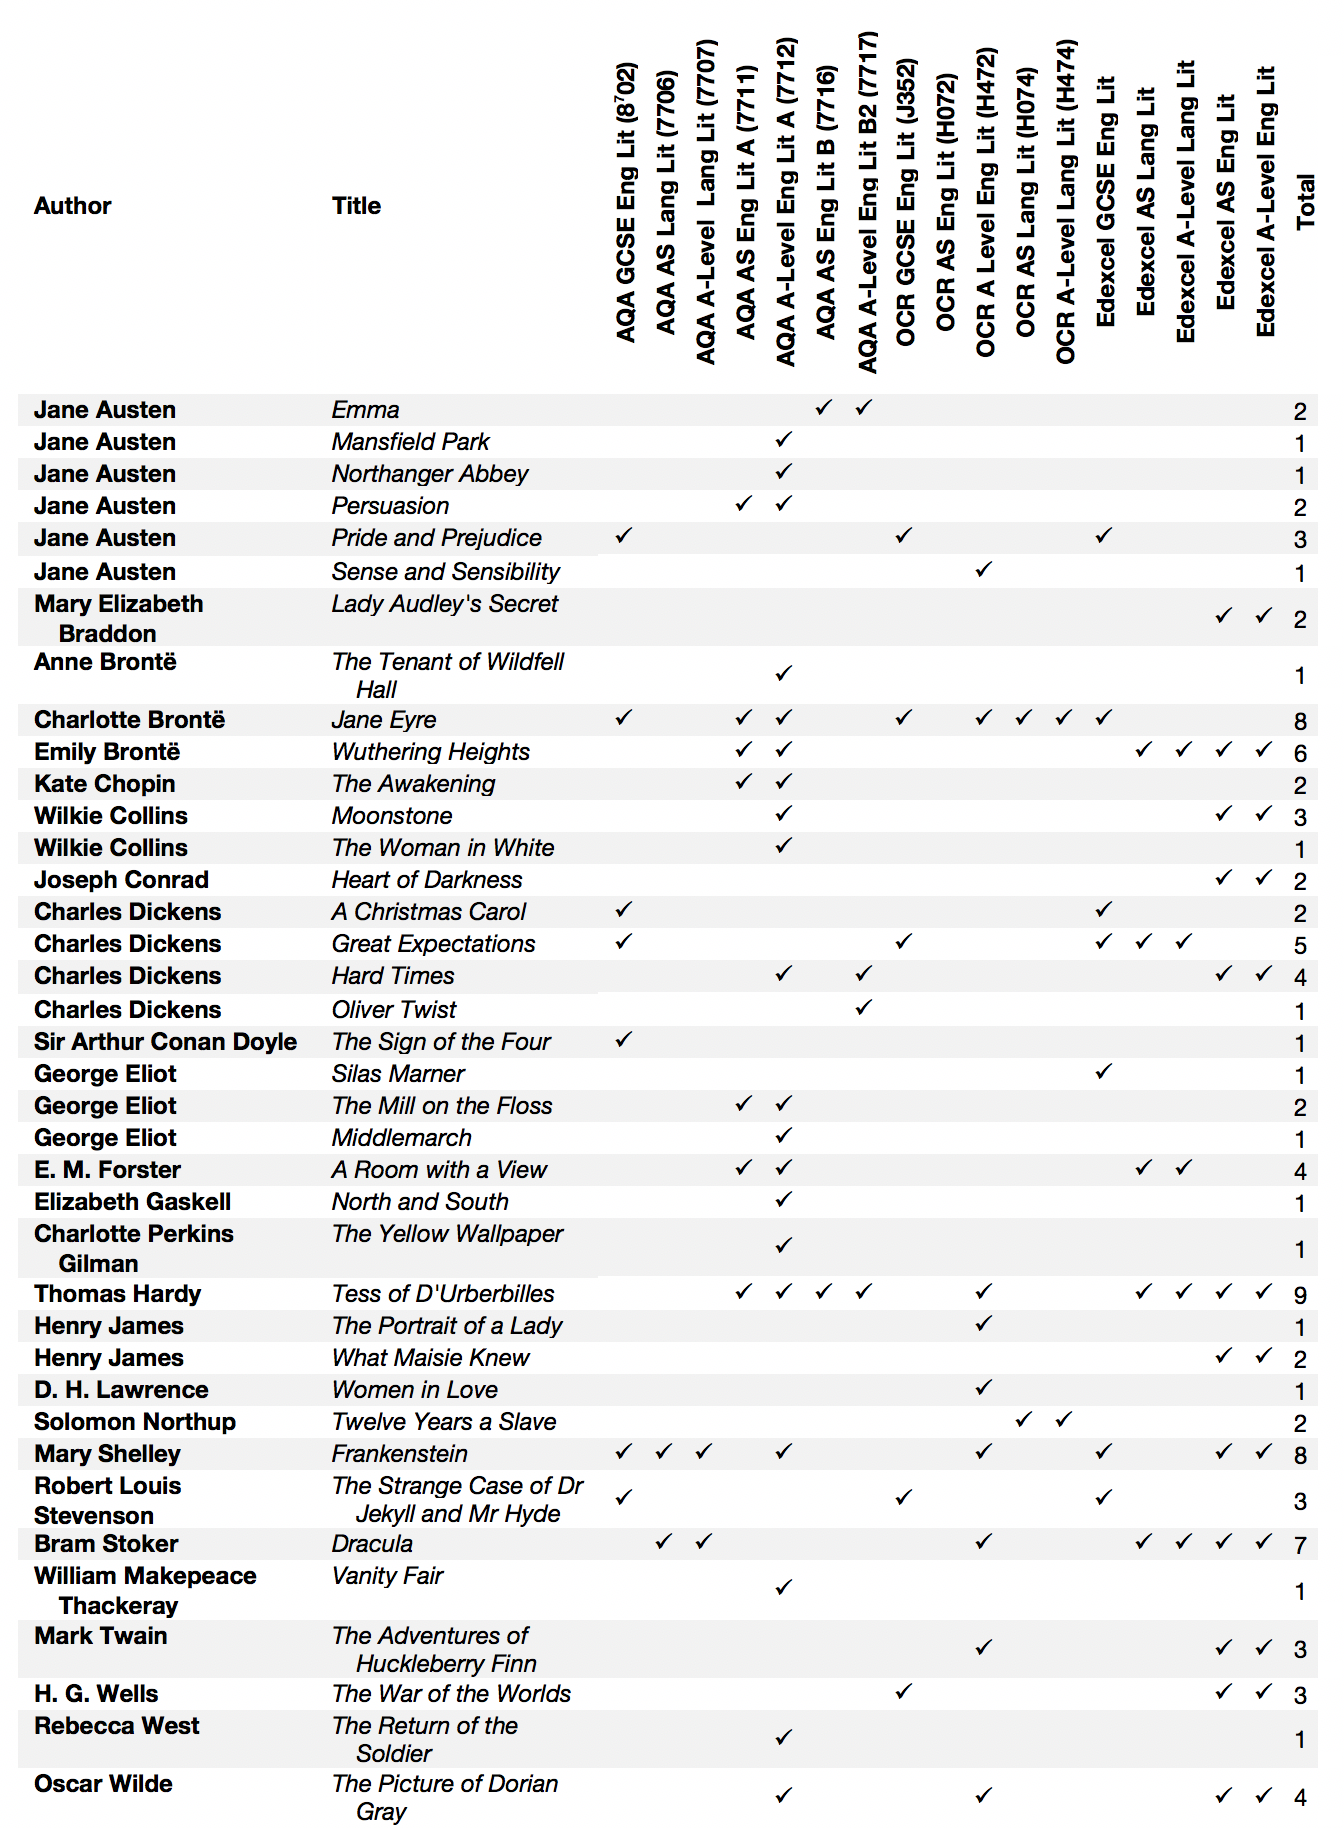 Author Title AQA GCSE Eng Lit (8702) AQA AS Lang Lit (7706) AQA A-Level Lang Lit (7707) AQA AS Eng Lit A (7711) AQA A-Level Eng Lit A (7712) AQA AS Eng Lit B (7716) AQA A-Level Eng Lit B2 (7717) OCR GCSE Eng Lit (J352) OCR AS Eng Lit (H072) OCR A Level Eng Lit (H472) OCR AS Lang Lit (H074) OCR A-Level Lang Lit (H474) Edexcel GCSE Eng Lit Edexcel AS Lang Lit Edexcel A-Level Lang Lit Edexcel AS Eng Lit Edexcel A-Level Eng Lit Total
Jane Austen Emma ✓ ✓ 2
Jane Austen Mansfield Park ✓ 1
Jane Austen Northanger Abbey ✓ 1
Jane Austen Persuasion ✓ ✓ 2
Jane Austen Pride and Prejudice ✓ ✓ ✓ 3
Jane Austen Sense and Sensibility ✓ 1
Mary Elizabeth Lady Audley's Secret ✓ ✓ 2
Braddon
Anne Brontë The Tenant of Wildfell ✓ 1
Hall
Charlotte Brontë Jane Eyre ✓ ✓ ✓ ✓ ✓ ✓ ✓ ✓ 8
Emily Brontë Wuthering Heights ✓ ✓ ✓ ✓ ✓ ✓ 6
Kate Chopin The Awakening ✓ ✓ 2
Wilkie Collins Moonstone ✓ ✓ ✓ 3
Wilkie Collins The Woman in White ✓ 1
Joseph Conrad Heart of Darkness ✓ ✓ 2
Charles Dickens A Christmas Carol ✓ ✓ 2
Charles Dickens Great Expectations ✓ ✓ ✓ ✓ ✓ 5
Charles Dickens Hard Times ✓ ✓ ✓ ✓ 4
Charles Dickens Oliver Twist ✓ 1
Sir Arthur Conan Doyle The Sign of the Four ✓ 1
George Eliot Silas Marner ✓ 1
George Eliot The Mill on the Floss ✓ ✓ 2
George Eliot Middlemarch ✓ 1
E. M. Forster A Room with a View ✓ ✓ ✓ ✓ 4
Elizabeth Gaskell North and South ✓ 1
Charlotte Perkins The Yellow Wallpaper ✓ 1
Gilman
Thomas Hardy Tess of D'Urberbilles ✓ ✓ ✓ ✓ ✓ ✓ ✓ ✓ ✓ 9
Henry James The Portrait of a Lady ✓ 1
Henry James What Maisie Knew ✓ ✓ 2
D. H. Lawrence Women in Love ✓ 1
Solomon Northup Twelve Years a Slave ✓ ✓ 2
Mary Shelley Frankenstein ✓ ✓ ✓ ✓ ✓ ✓ ✓ ✓ 8
Robert Louis The Strange Case of Dr ✓ ✓ ✓ 3
Stevenson Jekyll and Mr Hyde
Bram Stoker Dracula ✓ ✓ ✓ ✓ ✓ ✓ ✓ 7
William Makepeace Vanity Fair ✓ 1
Thackeray
Mark Twain The Adventures of ✓ ✓ ✓ 3
Huckleberry Finn
H. G. Wells The War of the Worlds ✓ ✓ ✓ 3
Rebecca West The Return of the ✓ 1
Soldier
Oscar Wilde The Picture of Dorian ✓ ✓ ✓ ✓ 4
Gray